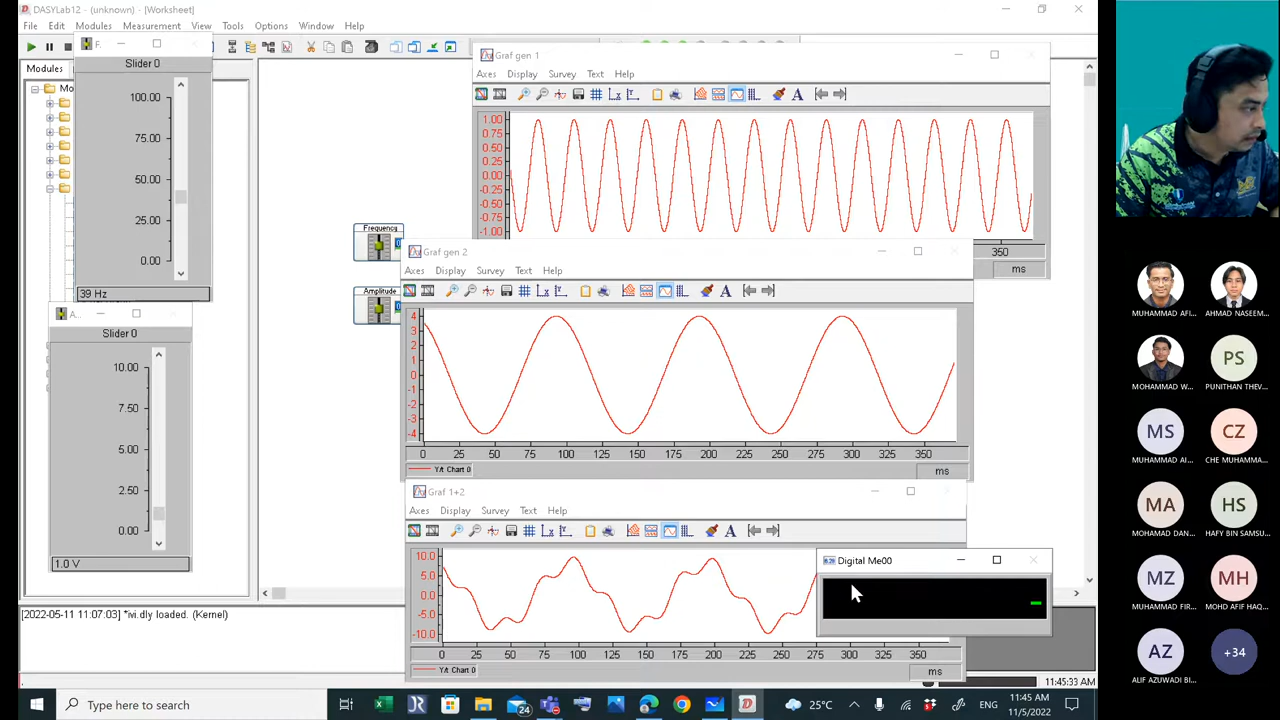 DASYLab12 - (unknown) - [Worksheet]
File Edit Modules Measurement View Tools Options Window Help
Modules
Mo
F.
Slider 0
100.00
75.00
50.00
25.00
0.00
39 Hz
A...
Slider 0
10.00
7.50
5.00
2.50
0.00
1.0 V
Frequency
Amplitude
Graf gen 1
Axes Display Survey Text Help
1.00
0.75
0.50
0.25
0.00
-0.25
-0.50
-0.75
-1.00
350
ms
Graf gen 2
Axes Display Survey Text Help
4
3
2
1
0
-1
-2
-3
-4
0 25 50 75 100 125 150 175 200 225 250 275 300 325 350
Y/t Chart 0
ms
Graf 1+2
Axes Display Survey Text Help
10.0
5.0
0.0
-5.0
-10.0
0 50 75 100 125 150 175 200 225 250 275 300 325 350
Y/t Chart 0
ms
Digital Me00
[2022-05-11 11:07:03] *ivi.dly loaded. (Kernel)
11:45:33 AM
Type here to search
24
25°C
ENG
11:45 AM
11/5/2022
MUHAMMAD AFI...
AHMAD NASEEM...
MOHAMMAD W...
PS
PUNITHAN THEV...
MS
MUHAMMAD AI...
CZ
CHE MUHAMMA...
MA
MOHAMAD DAN...
HS
HAFY BIN SAMSU...
MZ
MUHAMMAD FIR...
MH
MOHD AFIF HAQ...
AZ
ALIF AZUWADI BI...
+34